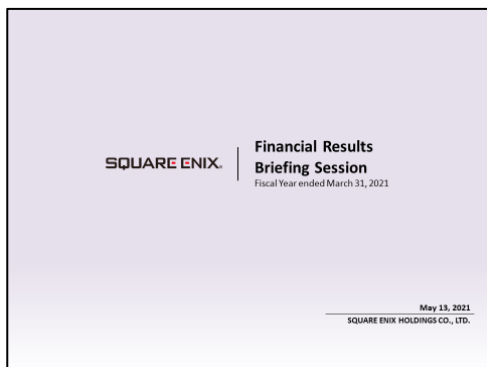 SQUARE ENIX.
Financial Results
Briefing Session
Fiscal Year ended March 31, 2021
May 13, 2021
SQUARE ENIX HOLDINGS CO., LTD.